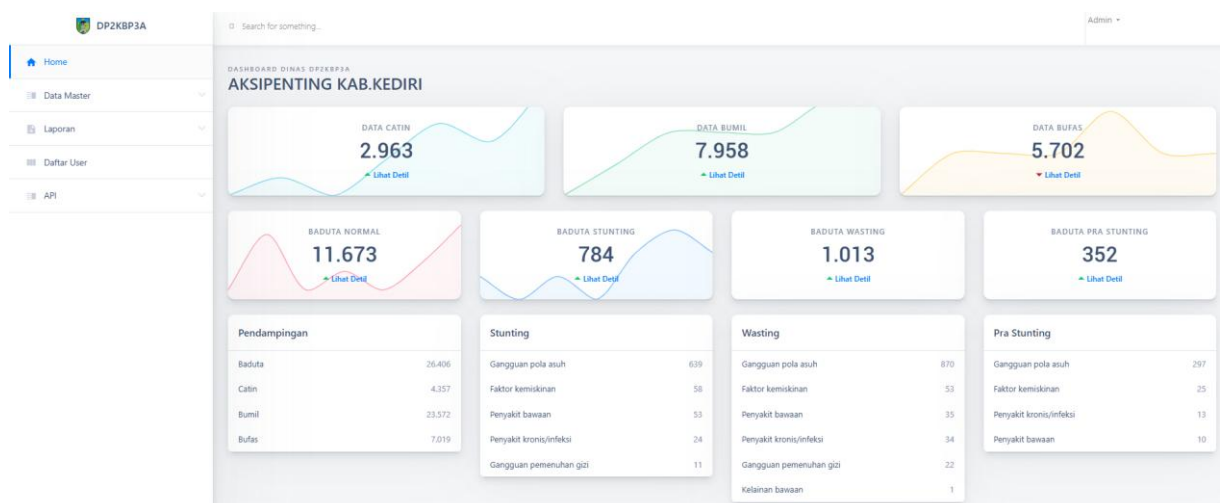 DP2KBP3A
Search for something...
Admin
Home
Data Master
Laporan
Daftar User
API
DASHBOARD DINAS DP2KBP3A
AKSIPENTING KAB.KEDIRI
DATA CATIN
2.963
Lihat Detil
DATA BUMIL
7.958
Lihat Detil
DATA BUFAS
5.702
Lihat Detil
BADUTA NORMAL
11.673
Lihat Detil
BADUTA STUNTING
784
Lihat Detil
BADUTA WASTING
1.013
Lihat Detil
BADUTA PRA STUNTING
352
Lihat Detil
Pendampingan
Baduta 26.406
Catin 4.357
Bumil 23.572
Bufas 7.019
Stunting
Gangguan pola asuh 639
Faktor kemiskinan 58
Penyakit bawaan 53
Penyakit kronis/infeksi 24
Gangguan pemenuhan gizi 11
Wasting
Gangguan pola asuh 870
Faktor kemiskinan 53
Penyakit bawaan 35
Penyakit kronis/infeksi 34
Gangguan pemenuhan gizi 22
Kelainan bawaan 1
Pra Stunting
Gangguan pola asuh 297
Faktor kemiskinan 25
Penyakit kronis/infeksi 13
Penyakit bawaan 10